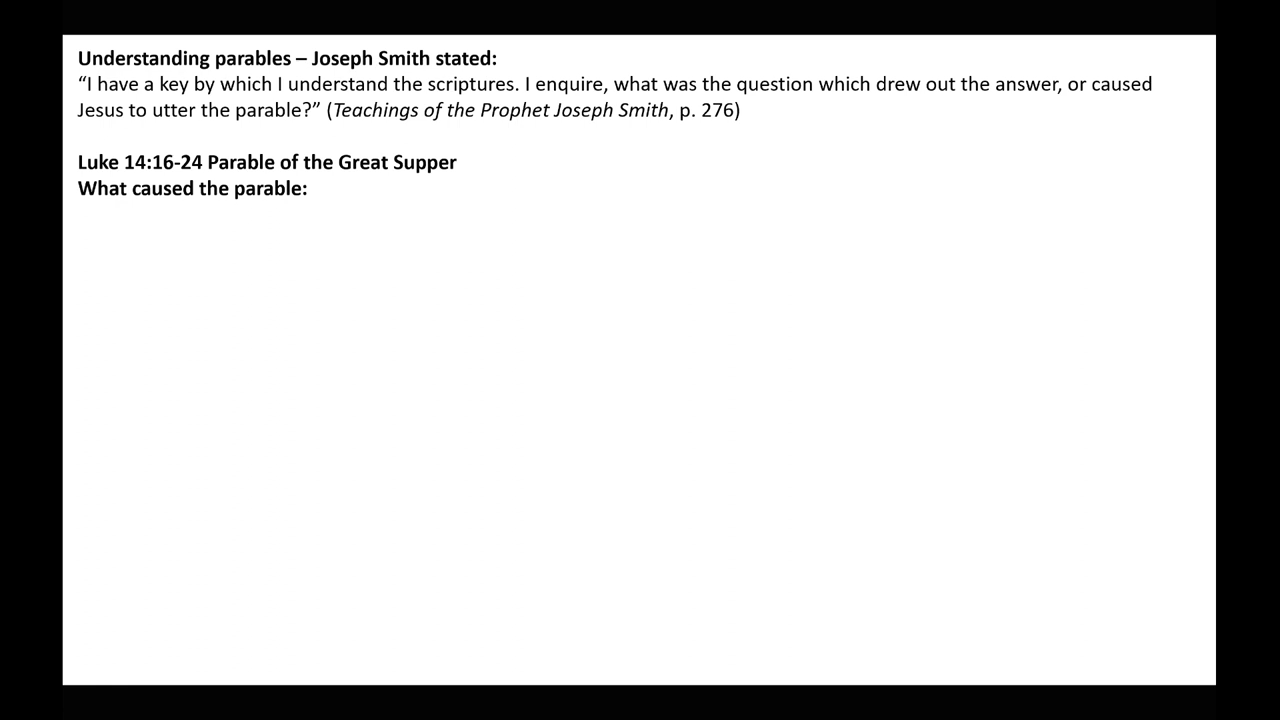 Understanding parables – Joseph Smith stated:
“I have a key by which I understand the scriptures. I enquire, what was the question which drew out the answer, or caused
Jesus to utter the parable?” (Teachings of the Prophet Joseph Smith, p. 276)
Luke 14:16-24 Parable of the Great Supper
What caused the parable: